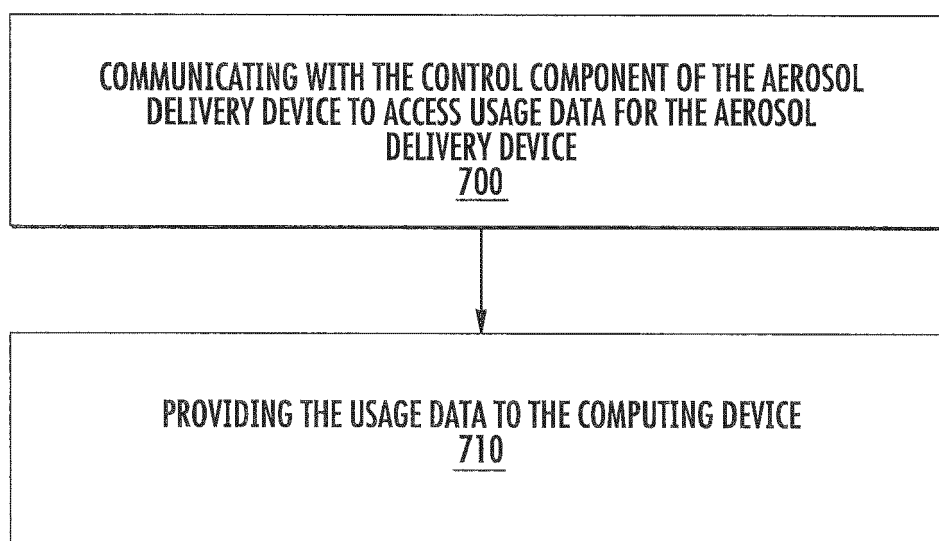 COMMUNICATING WITH THE CONTROL COMPONENT OF THE AEROSOL
DELIVERY DEVICE TO ACCESS USAGE DATA FOR THE AEROSOL
DELIVERY DEVICE
700
PROVIDING THE USAGE DATA TO THE COMPUTING DEVICE
710